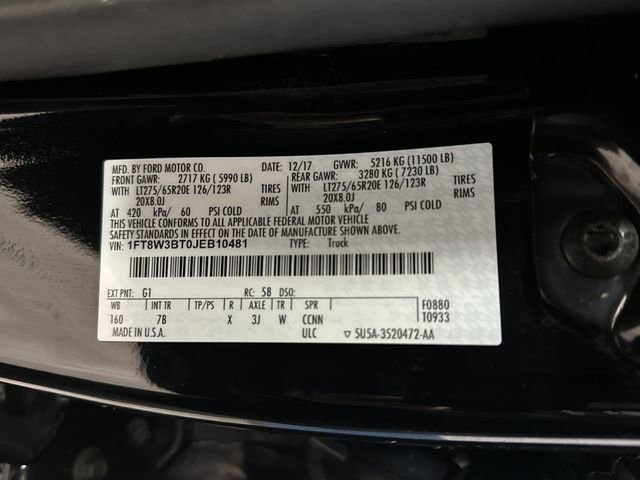 MFD. BY FORD MOTOR CO. DATE: 12/17 GVWR: 5216 KG (11500 LB)
FRONT GAWR: 2717 KG ( 5990 LB) REAR GAWR: 3280 KG ( 7230 LB)
WITH LT275/65R20E 126/123R TIRES WITH LT275/65R20E 126/123R TIRES
20X8.0J RIMS 20X8.0J RIMS
AT 420 kPa/ 60 PSI COLD AT 550 kPa/ 80 PSI COLD
THIS VEHICLE CONFORMS TO ALL APPLICABLE FEDERAL MOTOR VEHICLE
SAFETY STANDARDS IN EFFECT ON THE DATE OF MANUFACTURE SHOWN ABOVE
VIN: 1FT8W3BT0JEB10481 TYPE: Truck
EXT PNT: G1 RC: 58 DSO:
WB INT TR TP/PS R AXLE TR SPR F0880
160 7B X 3J W CCNN T0933
MADE IN U.S.A. ULC ▽ 5U5A-3520472-AA